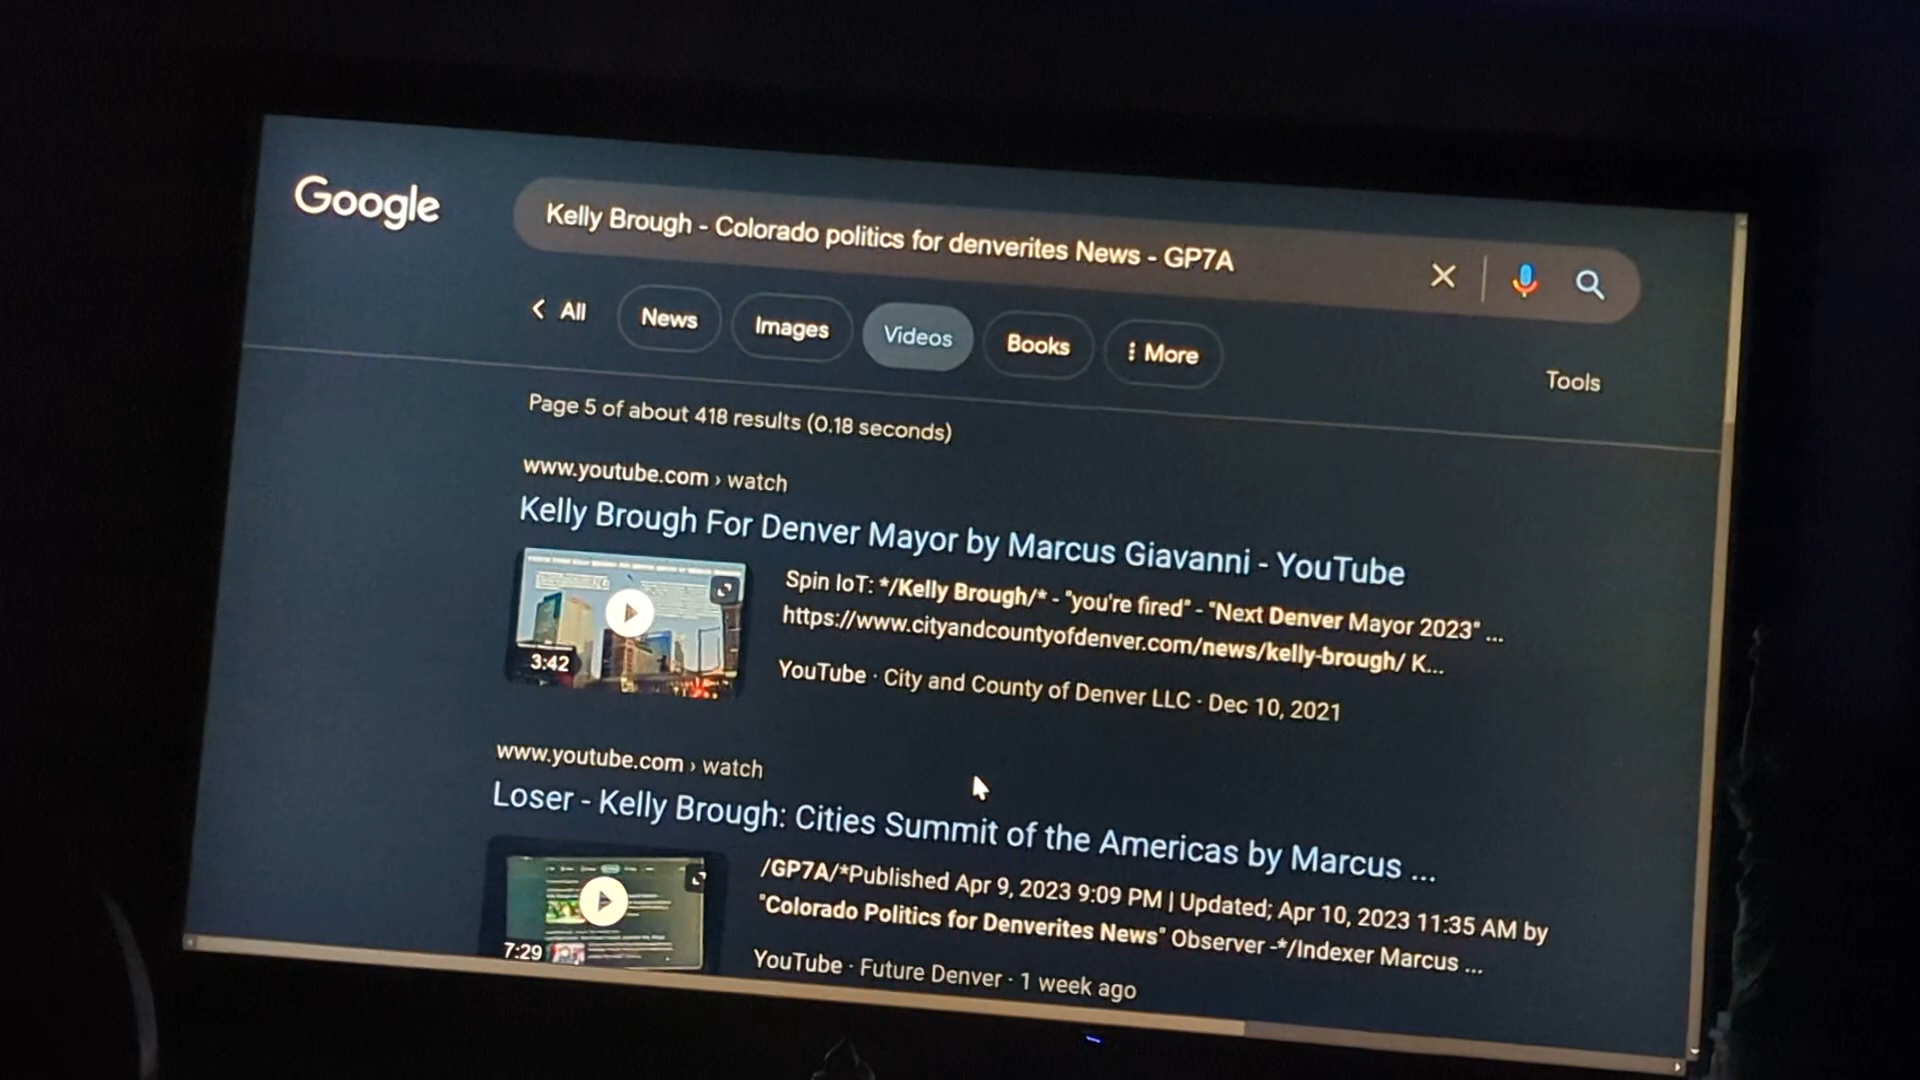 Google
Kelly Brough - Colorado politics for denverites News - GP7A
All
News
Images
Videos
Books
More
Tools
Page 5 of about 418 results (0.18 seconds)
www.youtube.com › watch
Kelly Brough For Denver Mayor by Marcus Giavanni - YouTube
3:42
Spin IoT: */Kelly Brough/* - "you're fired" - "Next Denver Mayor 2023" ...
https://www.cityandcountyofdenver.com/news/kelly-brough/ K...
YouTube · City and County of Denver LLC · Dec 10, 2021
www.youtube.com › watch
Loser - Kelly Brough: Cities Summit of the Americas by Marcus ...
7:29
/GP7A/*Published Apr 9, 2023 9:09 PM | Updated; Apr 10, 2023 11:35 AM by
"Colorado Politics for Denverites News" Observer -*/Indexer Marcus ...
YouTube · Future Denver · 1 week ago